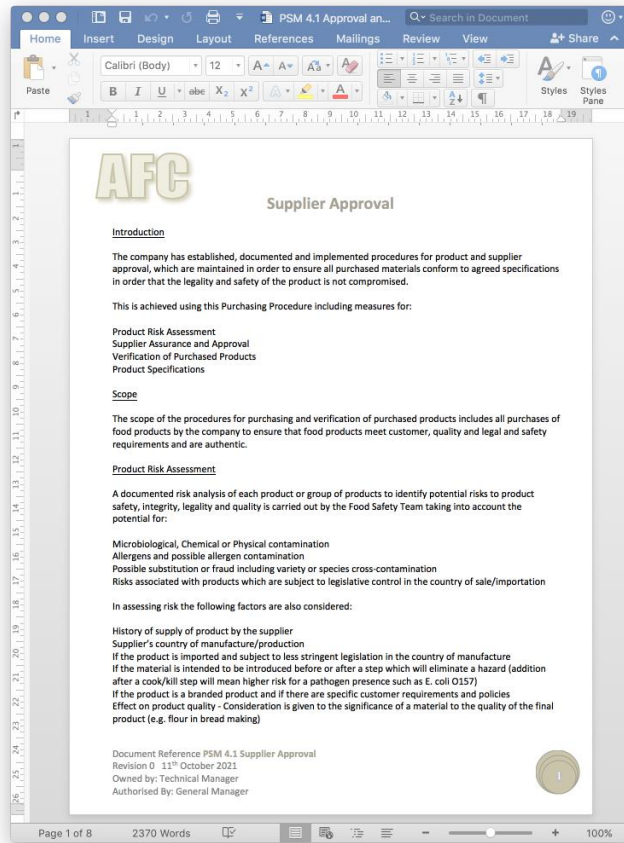 PSM 4.1 Approval an...
Search in Document
Home Insert Design Layout References Mailings Review View Share
Paste
Calibri (Body) 12
B I U abc X2 X2 A A
Styles Styles Pane
AFC
Supplier Approval
Introduction
The company has established, documented and implemented procedures for product and supplier
approval, which are maintained in order to ensure all purchased materials conform to agreed specifications
in order that the legality and safety of the product is not compromised.
This is achieved using this Purchasing Procedure including measures for:
Product Risk Assessment
Supplier Assurance and Approval
Verification of Purchased Products
Product Specifications
Scope
The scope of the procedures for purchasing and verification of purchased products includes all purchases of
food products by the company to ensure that food products meet customer, quality and legal and safety
requirements and are authentic.
Product Risk Assessment
A documented risk analysis of each product or group of products to identify potential risks to product
safety, integrity, legality and quality is carried out by the Food Safety Team taking into account the
potential for:
Microbiological, Chemical or Physical contamination
Allergens and possible allergen contamination
Possible substitution or fraud including variety or species cross-contamination
Risks associated with products which are subject to legislative control in the country of sale/importation
In assessing risk the following factors are also considered:
History of supply of product by the supplier
Supplier's country of manufacture/production
If the product is imported and subject to less stringent legislation in the country of manufacture
If the material is intended to be introduced before or after a step which will eliminate a hazard (addition
after a cook/kill step will mean higher risk for a pathogen presence such as E. coli O157)
If the product is a branded product and if there are specific customer requirements and policies
Effect on product quality - Consideration is given to the significance of a material to the quality of the final
product (e.g. flour in bread making)
Document Reference PSM 4.1 Supplier Approval
Revision 0 11th October 2021
Owned by: Technical Manager
Authorised By: General Manager
1
Page 1 of 8 2370 Words 100%